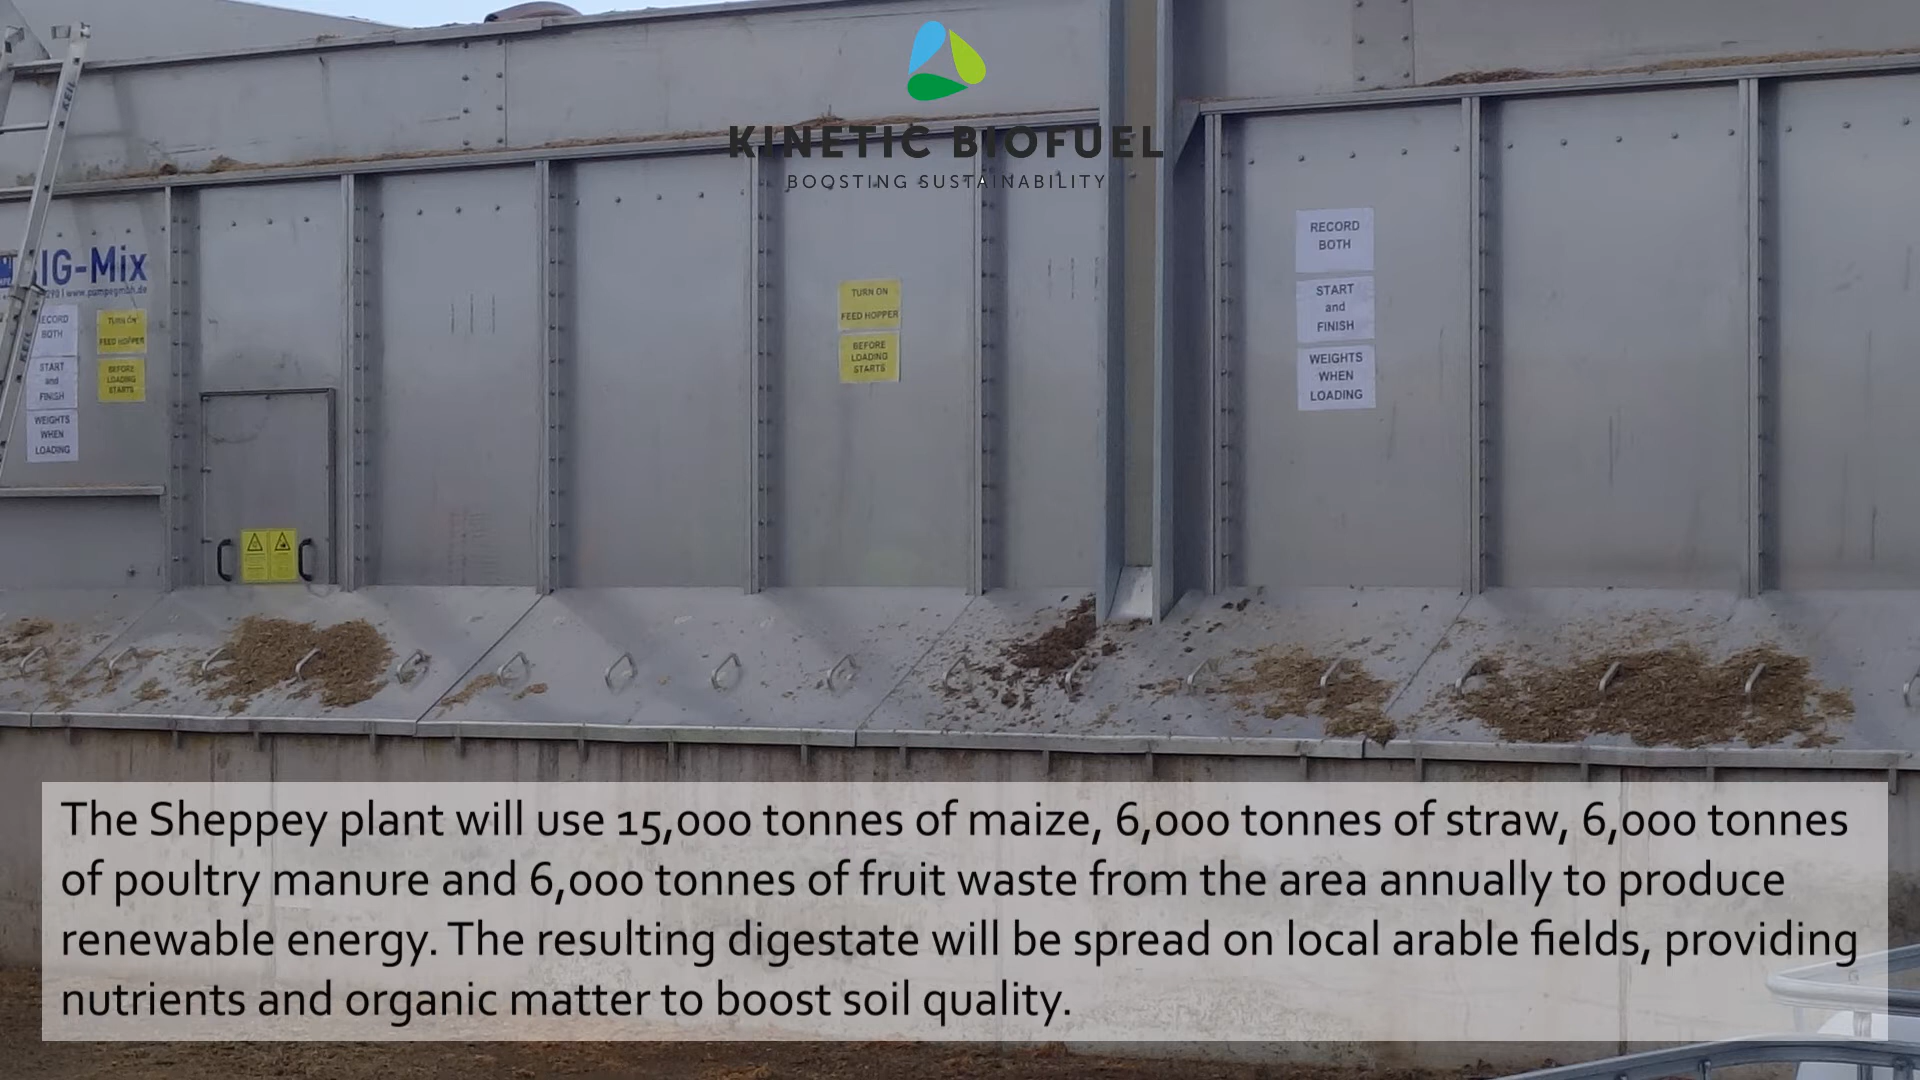 KINETIC BIOFUEL
BOOSTING SUSTAINABILITY
IG-Mix
www.pumpegmbh.de
ECORD
BOTH
START
and
FINISH
WEIGHTS
WHEN
LOADING
TURN ON
FEED HOPPER
BEFORE
LOADING
STARTS
TURN ON
FEED HOPPER
BEFORE
LOADING
STARTS
RECORD
BOTH
START
and
FINISH
WEIGHTS
WHEN
LOADING
The Sheppey plant will use 15,000 tonnes of maize, 6,000 tonnes of straw, 6,000 tonnes
of poultry manure and 6,000 tonnes of fruit waste from the area annually to produce
renewable energy. The resulting digestate will be spread on local arable fields, providing
nutrients and organic matter to boost soil quality.